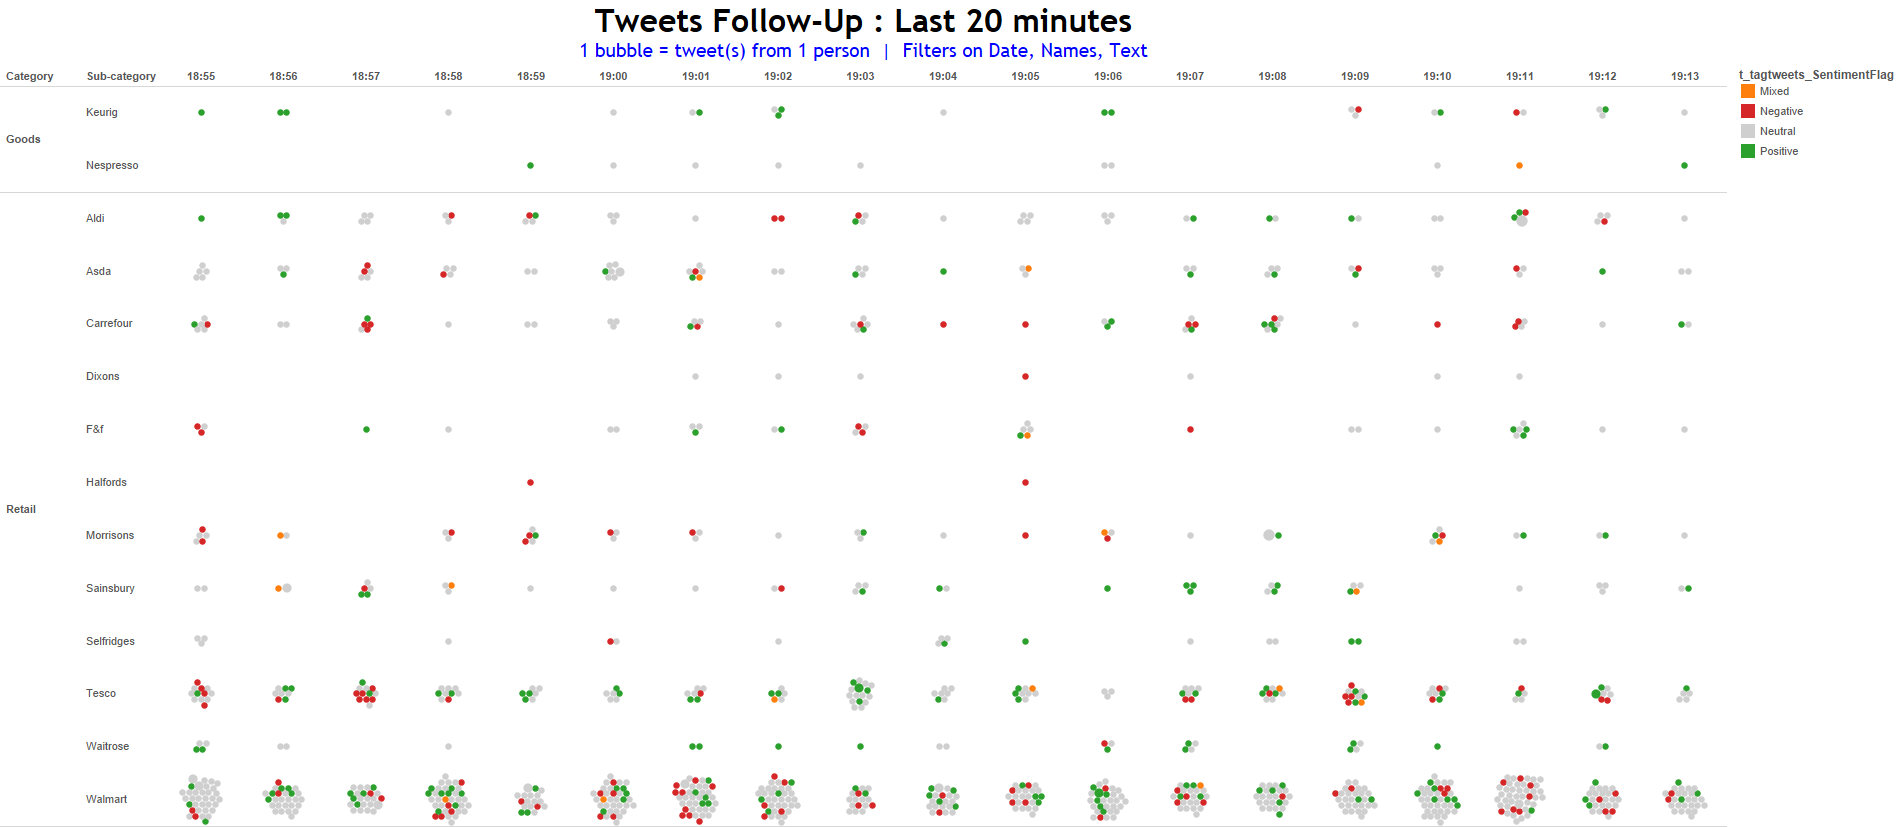 Tweets Follow-Up : Last 20 minutes
1 bubble = tweet(s) from 1 person | Filters on Date, Names, Text
Category Sub-category 18:55 18:56 18:57 18:58 18:59 19:00 19:01 19:02 19:03 19:04 19:05 19:06 19:07 19:08 19:09 19:10 19:11 19:12 19:13
t_tagtweets_SentimentFlag
Mixed
Negative
Neutral
Positive
Goods
Keurig
Nespresso
Retail
Aldi
Asda
Carrefour
Dixons
F&f
Halfords
Morrisons
Sainsbury
Selfridges
Tesco
Waitrose
Walmart